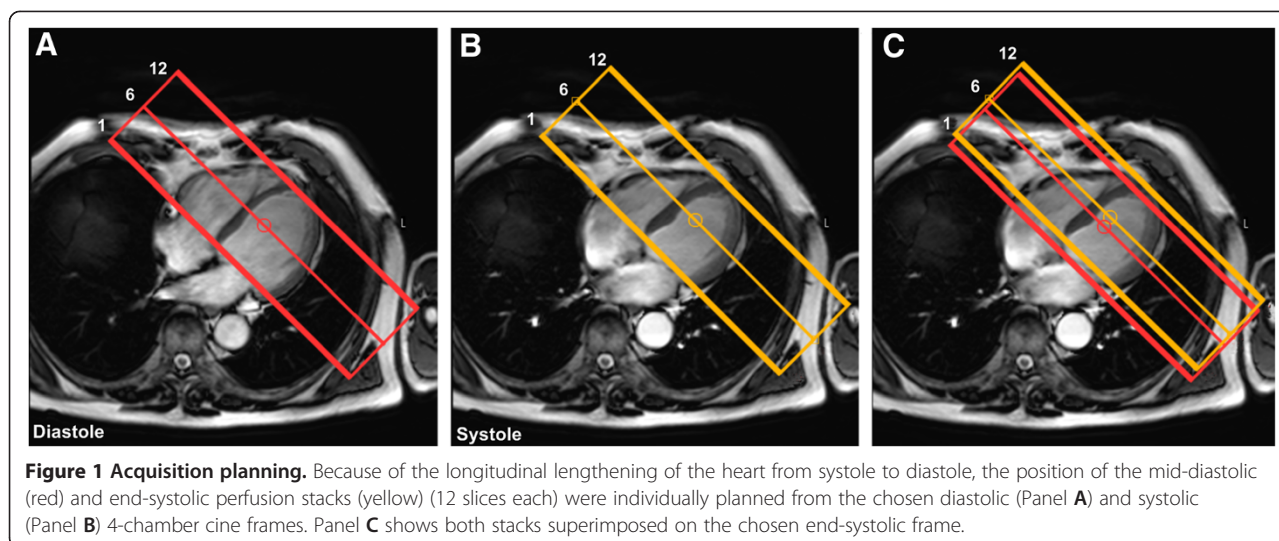 A
12
6
1
Diastole
B
12
6
1
Systole
C
12
6
1
L
L
Figure 1 Acquisition planning. Because of the longitudinal lengthening of the heart from systole to diastole, the position of the mid-diastolic
(red) and end-systolic perfusion stacks (yellow) (12 slices each) were individually planned from the chosen diastolic (Panel A) and systolic
(Panel B) 4-chamber cine frames. Panel C shows both stacks superimposed on the chosen end-systolic frame.